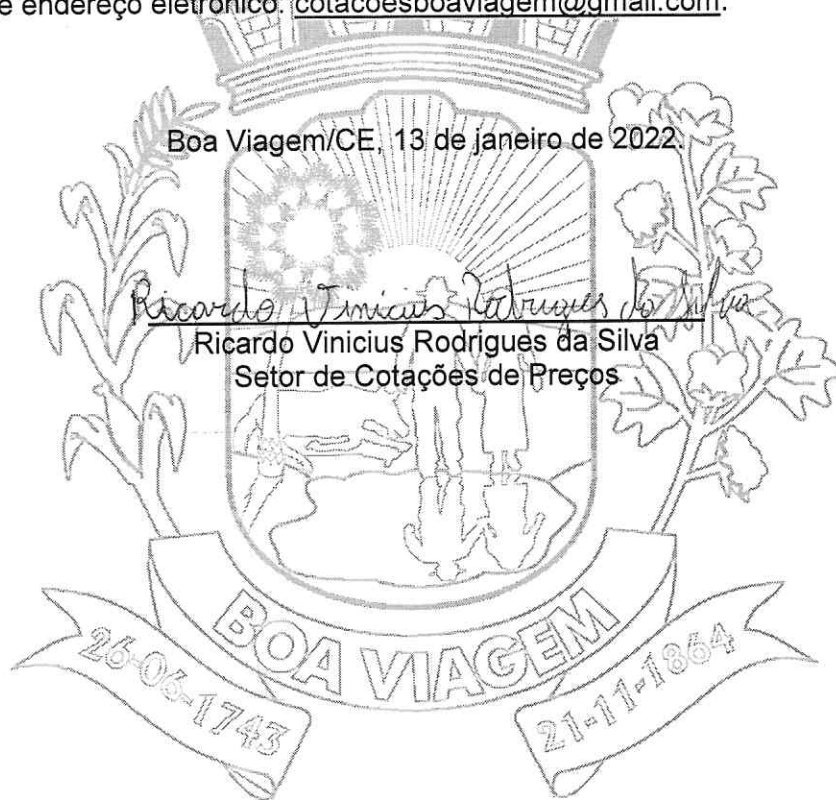 e endereço eletrônico: cotacoesboaviagem@gmail.com.
Boa Viagem/CE, 13 de janeiro de 2022.
Ricardo Vinicius Rodrigues da Silva
Ricardo Vinicius Rodrigues da Silva
Setor de Cotações de Preços
BOA VIAGEM
26-06-1743
21-11-1864